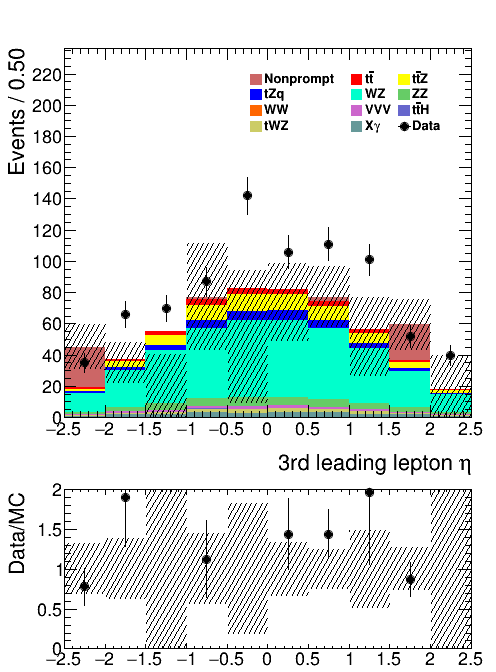 Events / 0.50
220
200
180
160
140
120
100
80
60
40
20
0
Nonprompt tt̄ tt̄Z
tZq WZ ZZ
WW VVV tt̄H
tWZ Xγ Data
−2.5 −2 −1.5 −1 −0.5 0 0.5 1 1.5 2 2.5
3rd leading lepton η
Data/MC
2
1.5
1
0.5
0
−2.5 −2 −1.5 −1 −0.5 0 0.5 1 1.5 2 2.5